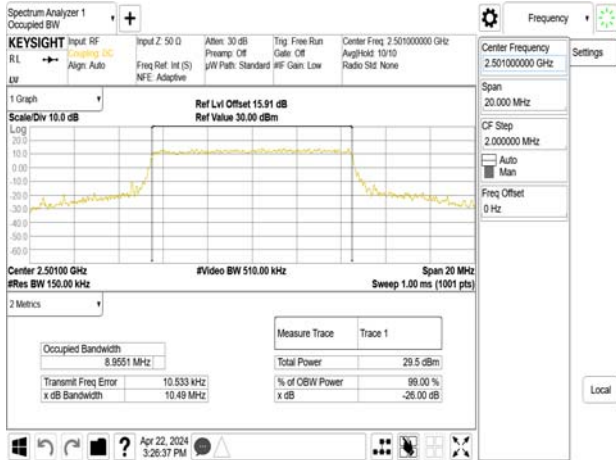 Spectrum Analyzer 1
Occupied BW
Frequency
KEYSIGHT
RL
Input: RF
Coupling: DC
Align: Auto
Input Z: 50 Ω
Freq Ref: Int (S)
NFE: Adaptive
Atten: 30 dB
Preamp: Off
µW Path: Standard
Trig: Free Run
Gate: Off
#IF Gain: Low
Center Freq: 2.501000000 GHz
Avg|Hold: 10/10
Radio Std: None
Center Frequency
2.501000000 GHz
Settings
Span
20.000 MHz
CF Step
2.000000 MHz
Auto
Man
Freq Offset
0 Hz
Local
1 Graph
Scale/Div 10.0 dB
Ref Lvl Offset 15.91 dB
Ref Value 30.00 dBm
Log
20.0
10.0
0.00
-10.0
-20.0
-30.0
-40.0
-50.0
-60.0
Center 2.50100 GHz
#Res BW 150.00 kHz
#Video BW 510.00 kHz
Span 20 MHz
Sweep 1.00 ms (1001 pts)
2 Metrics
Measure Trace Trace 1
Occupied Bandwidth
8.9551 MHz
Total Power 29.5 dBm
Transmit Freq Error 10.533 kHz
% of OBW Power 99.00 %
x dB Bandwidth 10.49 MHz
x dB -26.00 dB
Apr 22, 2024
3:26:37 PM